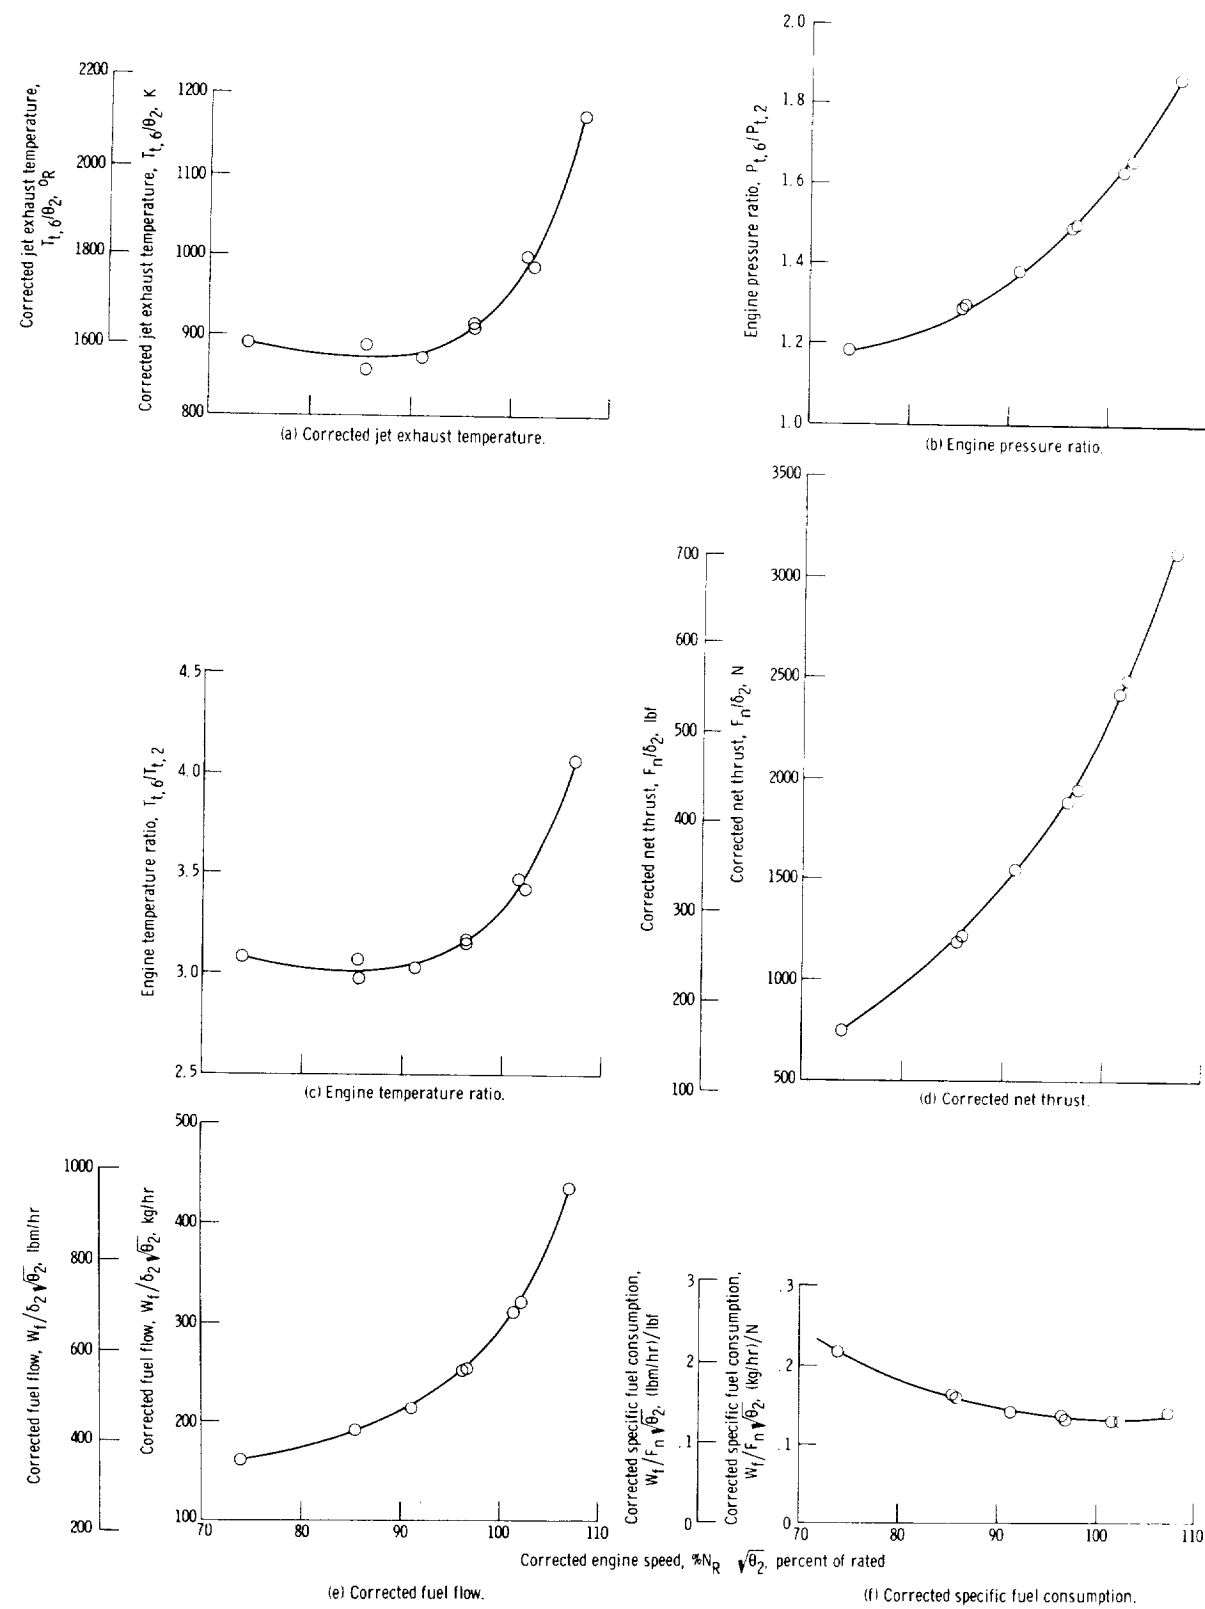 Corrected jet exhaust temperature,
T_t,6/θ_2, °R
2200
2000
1800
1600
Corrected jet exhaust temperature, T_t,6/θ_2, K
1200
1100
1000
900
800
(a) Corrected jet exhaust temperature.
Engine pressure ratio, P_t,6/P_t,2
2.0
1.8
1.6
1.4
1.2
1.0
(b) Engine pressure ratio.
Engine temperature ratio, T_t,6/T_t,2
4.5
4.0
3.5
3.0
2.5
(c) Engine temperature ratio.
Corrected net thrust, F_n/δ_2, lbf
700
600
500
400
300
200
100
Corrected net thrust, F_n/δ_2, N
3500
3000
2500
2000
1500
1000
500
(d) Corrected net thrust.
Corrected fuel flow, W_f/δ_2√θ_2, lbm/hr
1000
800
600
400
200
Corrected fuel flow, W_f/δ_2√θ_2, kg/hr
500
400
300
200
100
70 80 90 100 110
Corrected specific fuel consumption,
W_f/F_n√θ_2, (lbm/hr)/lbf
3
2
.1
0
Corrected specific fuel consumption,
W_f/F_n√θ_2, (kg/hr)/N
.3
.2
.1
0
70 80 90 100 110
Corrected engine speed, %N_R √θ_2, percent of rated
(e) Corrected fuel flow.
(f) Corrected specific fuel consumption.